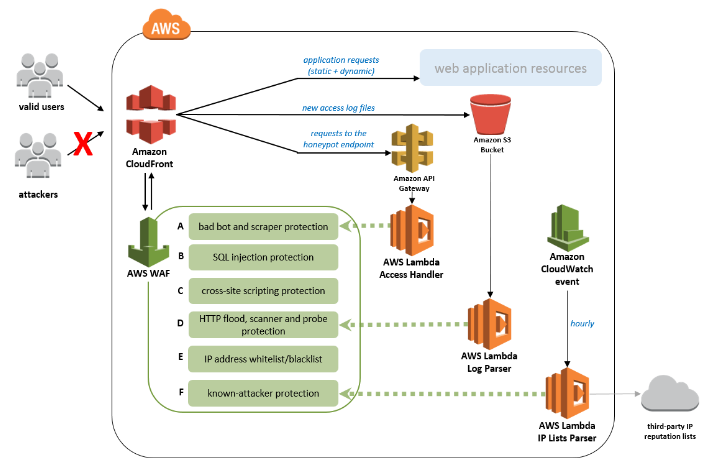 AWS
application requests
(static + dynamic)
web application resources
valid users
new access log files
X
requests to the
honeypot endpoint
Amazon
CloudFront
Amazon S3
Bucket
Amazon API
Gateway
attackers
A
bad bot and scraper protection
B
SQL injection protection
C
cross-site scripting protection
D
HTTP flood, scanner and probe
protection
E
IP address whitelist/blacklist
F
known-attacker protection
AWS WAF
AWS Lambda
Access Handler
Amazon
CloudWatch
event
hourly
AWS Lambda
Log Parser
AWS Lambda
IP Lists Parser
third-party IP
reputation lists